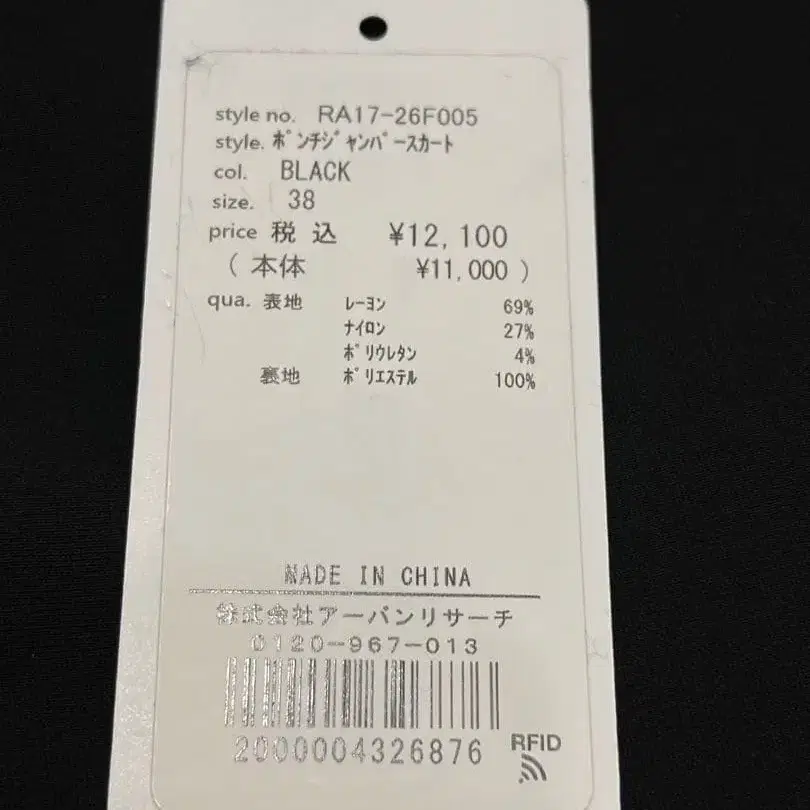 style no. RA17-26F005
style. ﾎﾟﾝﾁｼﾞｬﾝﾊﾟｰｽｶｰﾄ
col. BLACK
size. 38
price 税 込 ¥12,100
( 本体 ¥11,000 )
qua. 表地 ﾚｰﾖﾝ 69%
ﾅｲﾛﾝ 27%
ﾎﾟﾘｳﾚﾀﾝ 4%
裏地 ﾎﾟﾘｴｽﾃﾙ 100%
MADE IN CHINA
株式会社アーバンリサーチ
0120-967-013
2000004326876
RFID